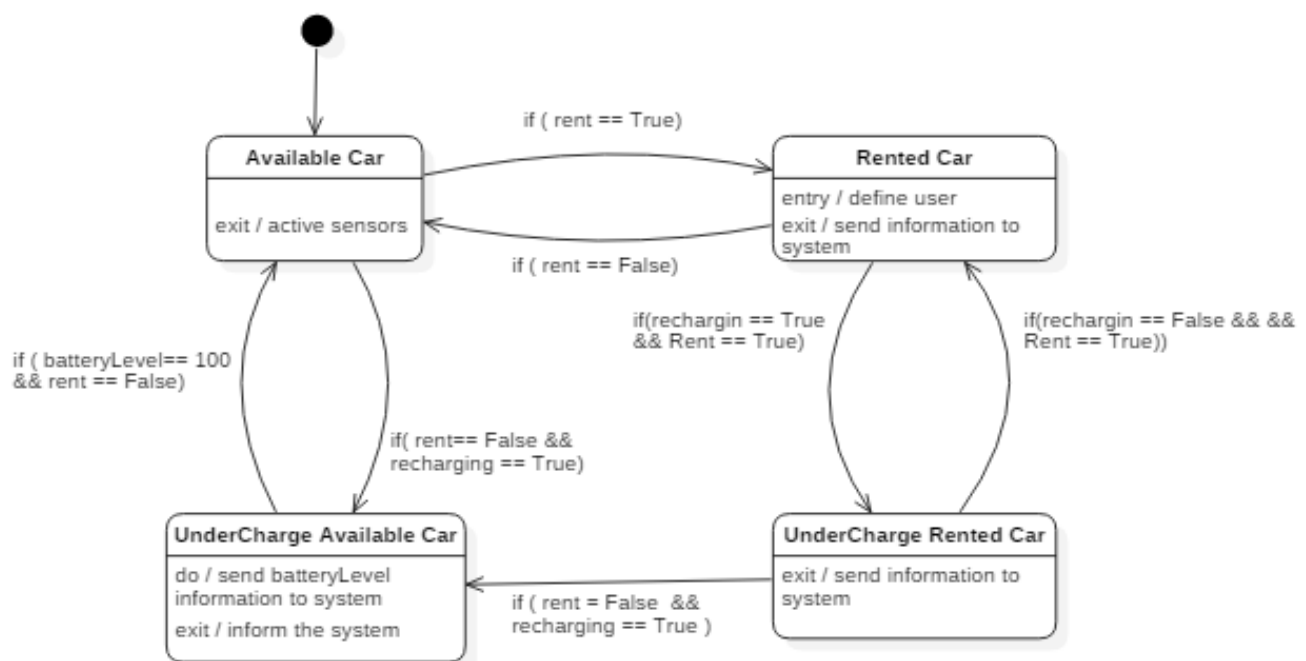 if ( rent == True)
Available Car
exit / active sensors
Rented Car
entry / define user
exit / send information to
system
if ( rent == False)
if(rechargin == True
&& Rent == True)
if(rechargin == False && &&
Rent == True))
if ( batteryLevel== 100
&& rent == False)
if( rent== False &&
recharging == True)
UnderCharge Available Car
do / send batteryLevel
information to system
exit / inform the system
UnderCharge Rented Car
exit / send information to
system
if ( rent = False  &&
recharging == True )